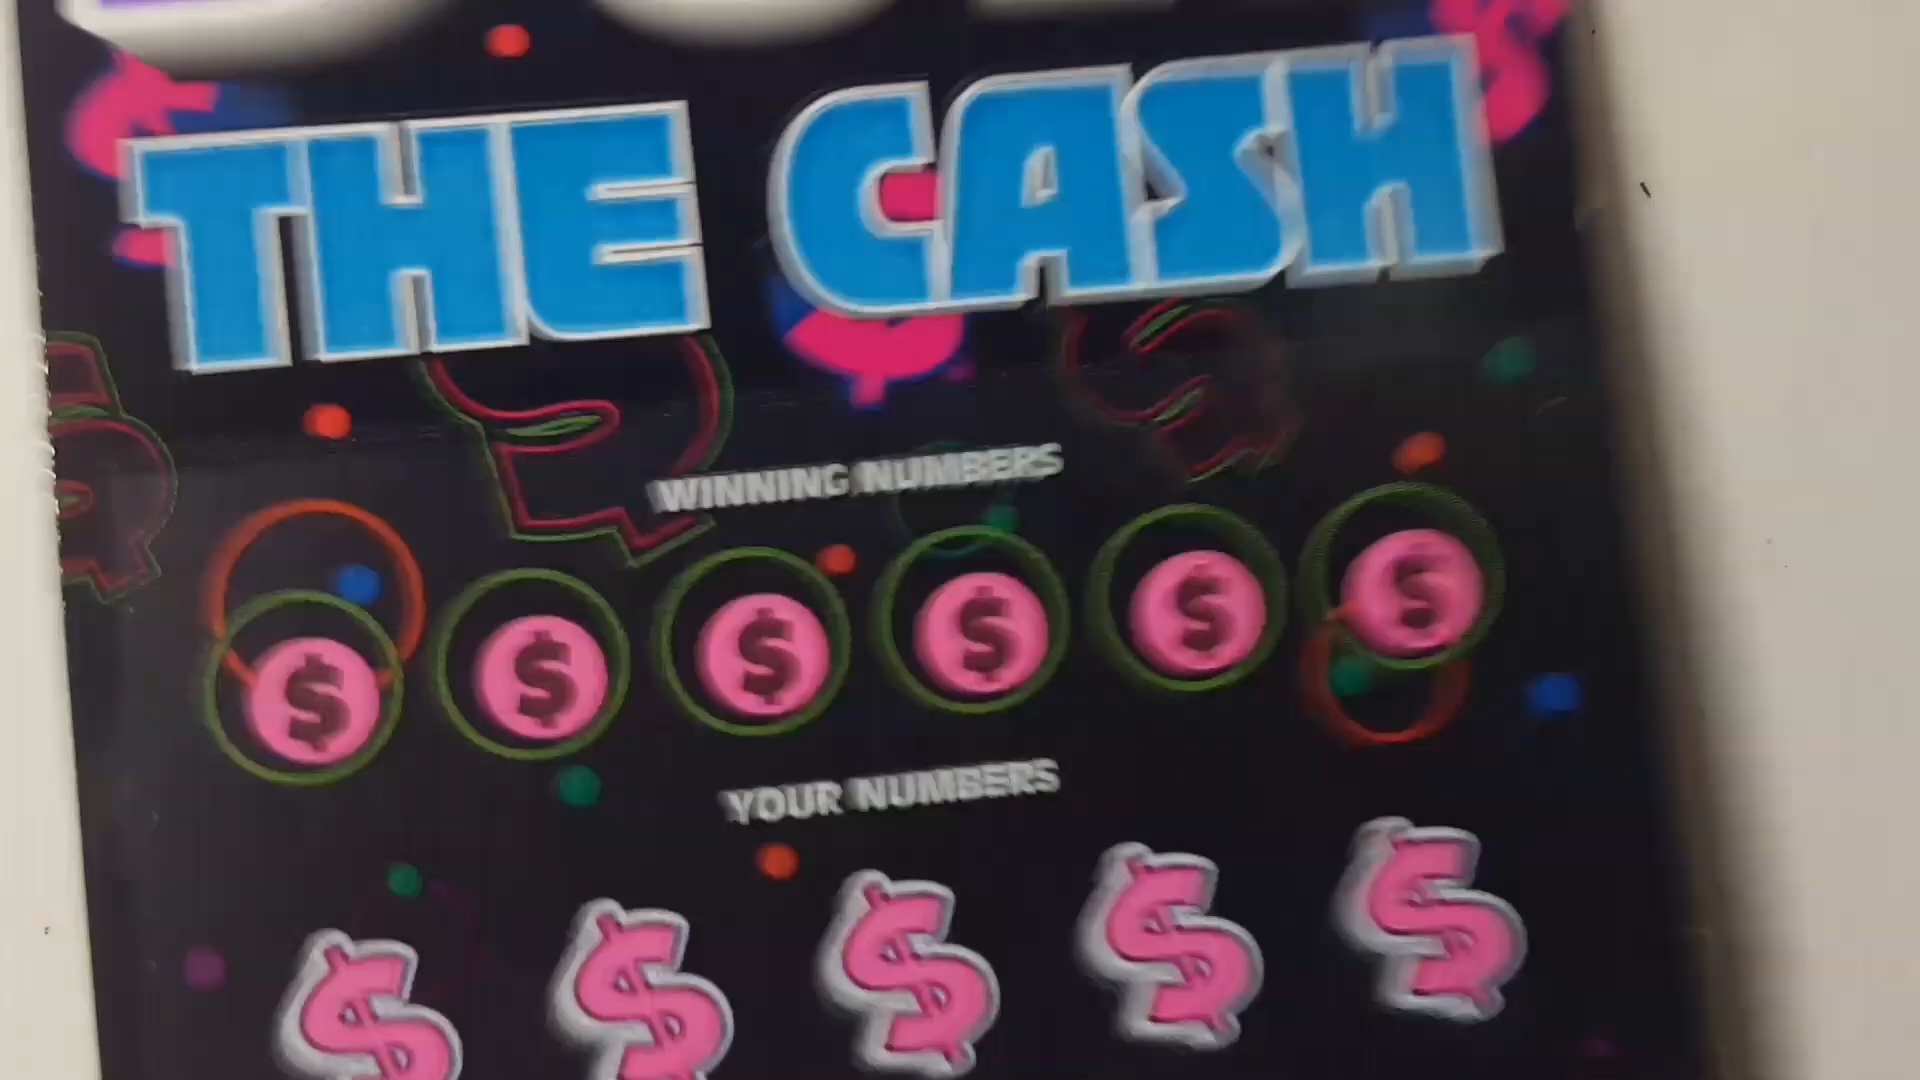 THE CASH
WINNING NUMBERS
$ $ $ $ $ $
YOUR NUMBERS
$ $ $ $ $